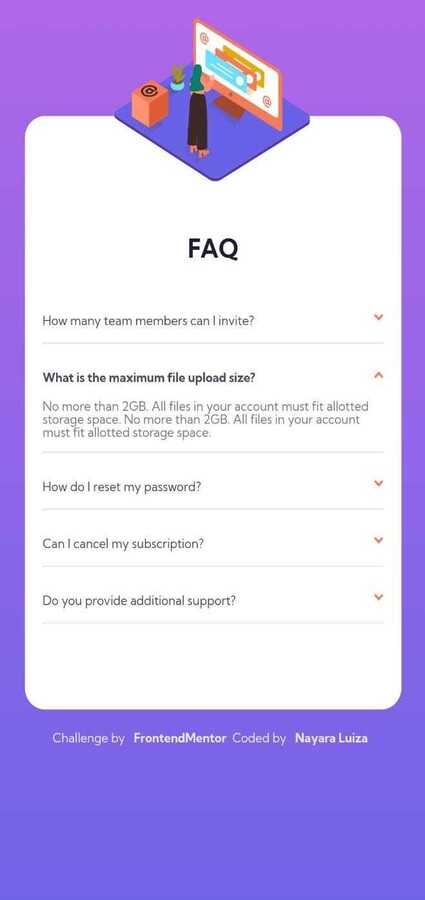 FAQ
How many team members can I invite?
What is the maximum file upload size?
No more than 2GB. All files in your account must fit allotted
storage space. No more than 2GB. All files in your account
must fit allotted storage space.
How do I reset my password?
Can I cancel my subscription?
Do you provide additional support?
Challenge by FrontendMentor Coded by Nayara Luiza